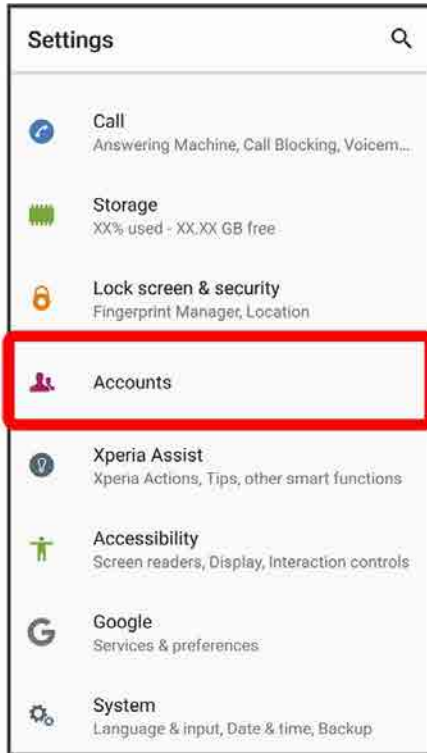 Settings
Call
Answering Machine, Call Blocking, Voicem...
Storage
XX% used - XX.XX GB free
Lock screen & security
Fingerprint Manager, Location
Accounts
Xperia Assist
Xperia Actions, Tips, other smart functions
Accessibility
Screen readers, Display, Interaction controls
Google
Services & preferences
System
Language & input, Date & time, Backup